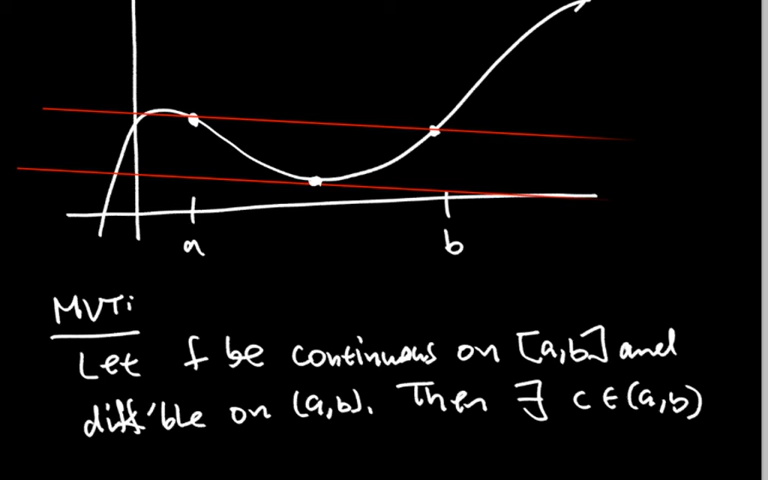 a b
MVT:
Let f be continuous on [a,b] and
diff'ble on (a,b). Then ∃ c ∈ (a,b)